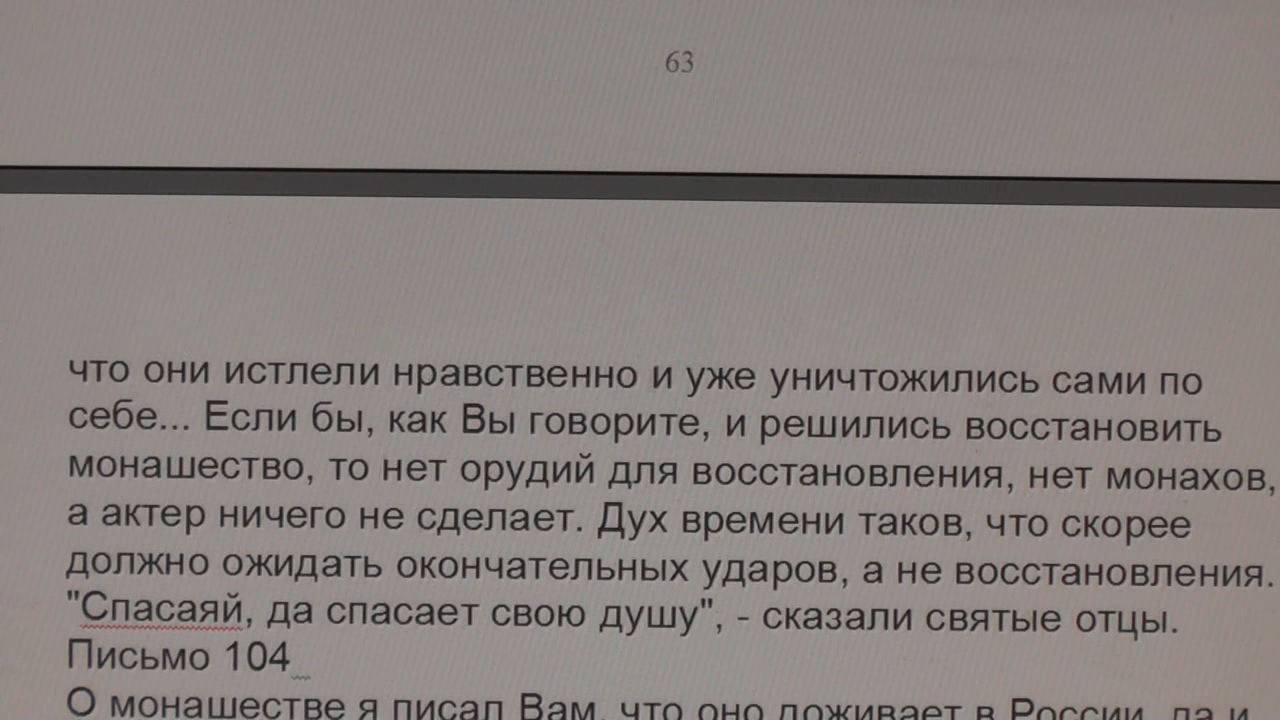 63
что они истлели нравственно и уже уничтожились сами по
себе... Если бы, как Вы говорите, и решились восстановить
монашество, то нет орудий для восстановления, нет монахов,
а актер ничего не сделает. Дух времени таков, что скорее
должно ожидать окончательных ударов, а не восстановления.
"Спасаяй, да спасает свою душу", - сказали святые отцы.
Письмо 104
О монашестве я писал Вам, что оно доживает в России, да и